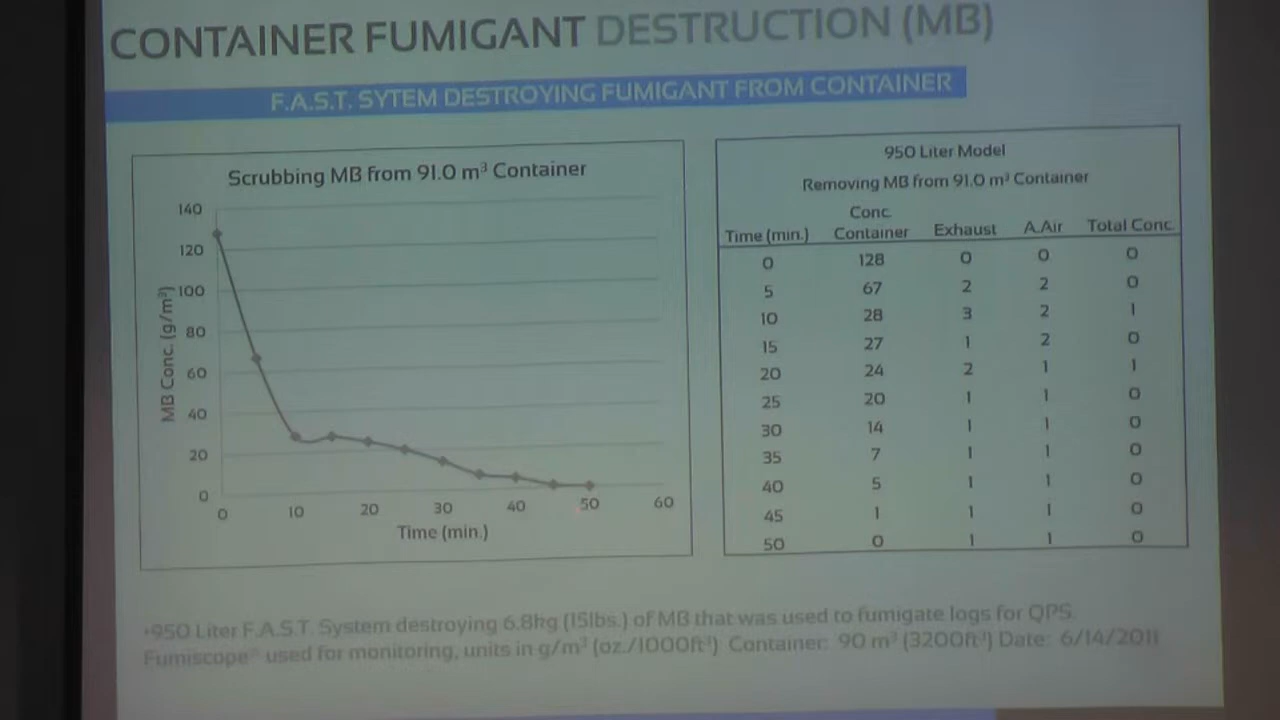 CONTAINER FUMIGANT DESTRUCTION (MB)
F.A.S.T. SYTEM DESTROYING FUMIGANT FROM CONTAINER
Scrubbing MB from 91.0 m³ Container
140
120
100
80
60
40
20
0
MB Conc. (g/m³)
0 10 20 30 40 50 60
Time (min.)
950 Liter Model
Removing MB from 91.0 m³ Container
Time (min.) Conc. Container Exhaust A.Air Total Conc.
0 128 0 0 0
5 67 2 2 0
10 28 3 2 1
15 27 1 2 0
20 24 2 1 1
25 20 1 1 0
30 14 1 1 0
35 7 1 1 0
40 5 1 1 0
45 1 1 1 0
50 0 1 1 0
•950 Liter F.A.S.T. System destroying 6.8kg (15lbs.) of MB that was used to fumigate logs for QPS.
Fumiscope® used for monitoring, units in g/m³ (oz./1000ft³) Container: 90 m³ (3200ft³) Date: 6/14/2011